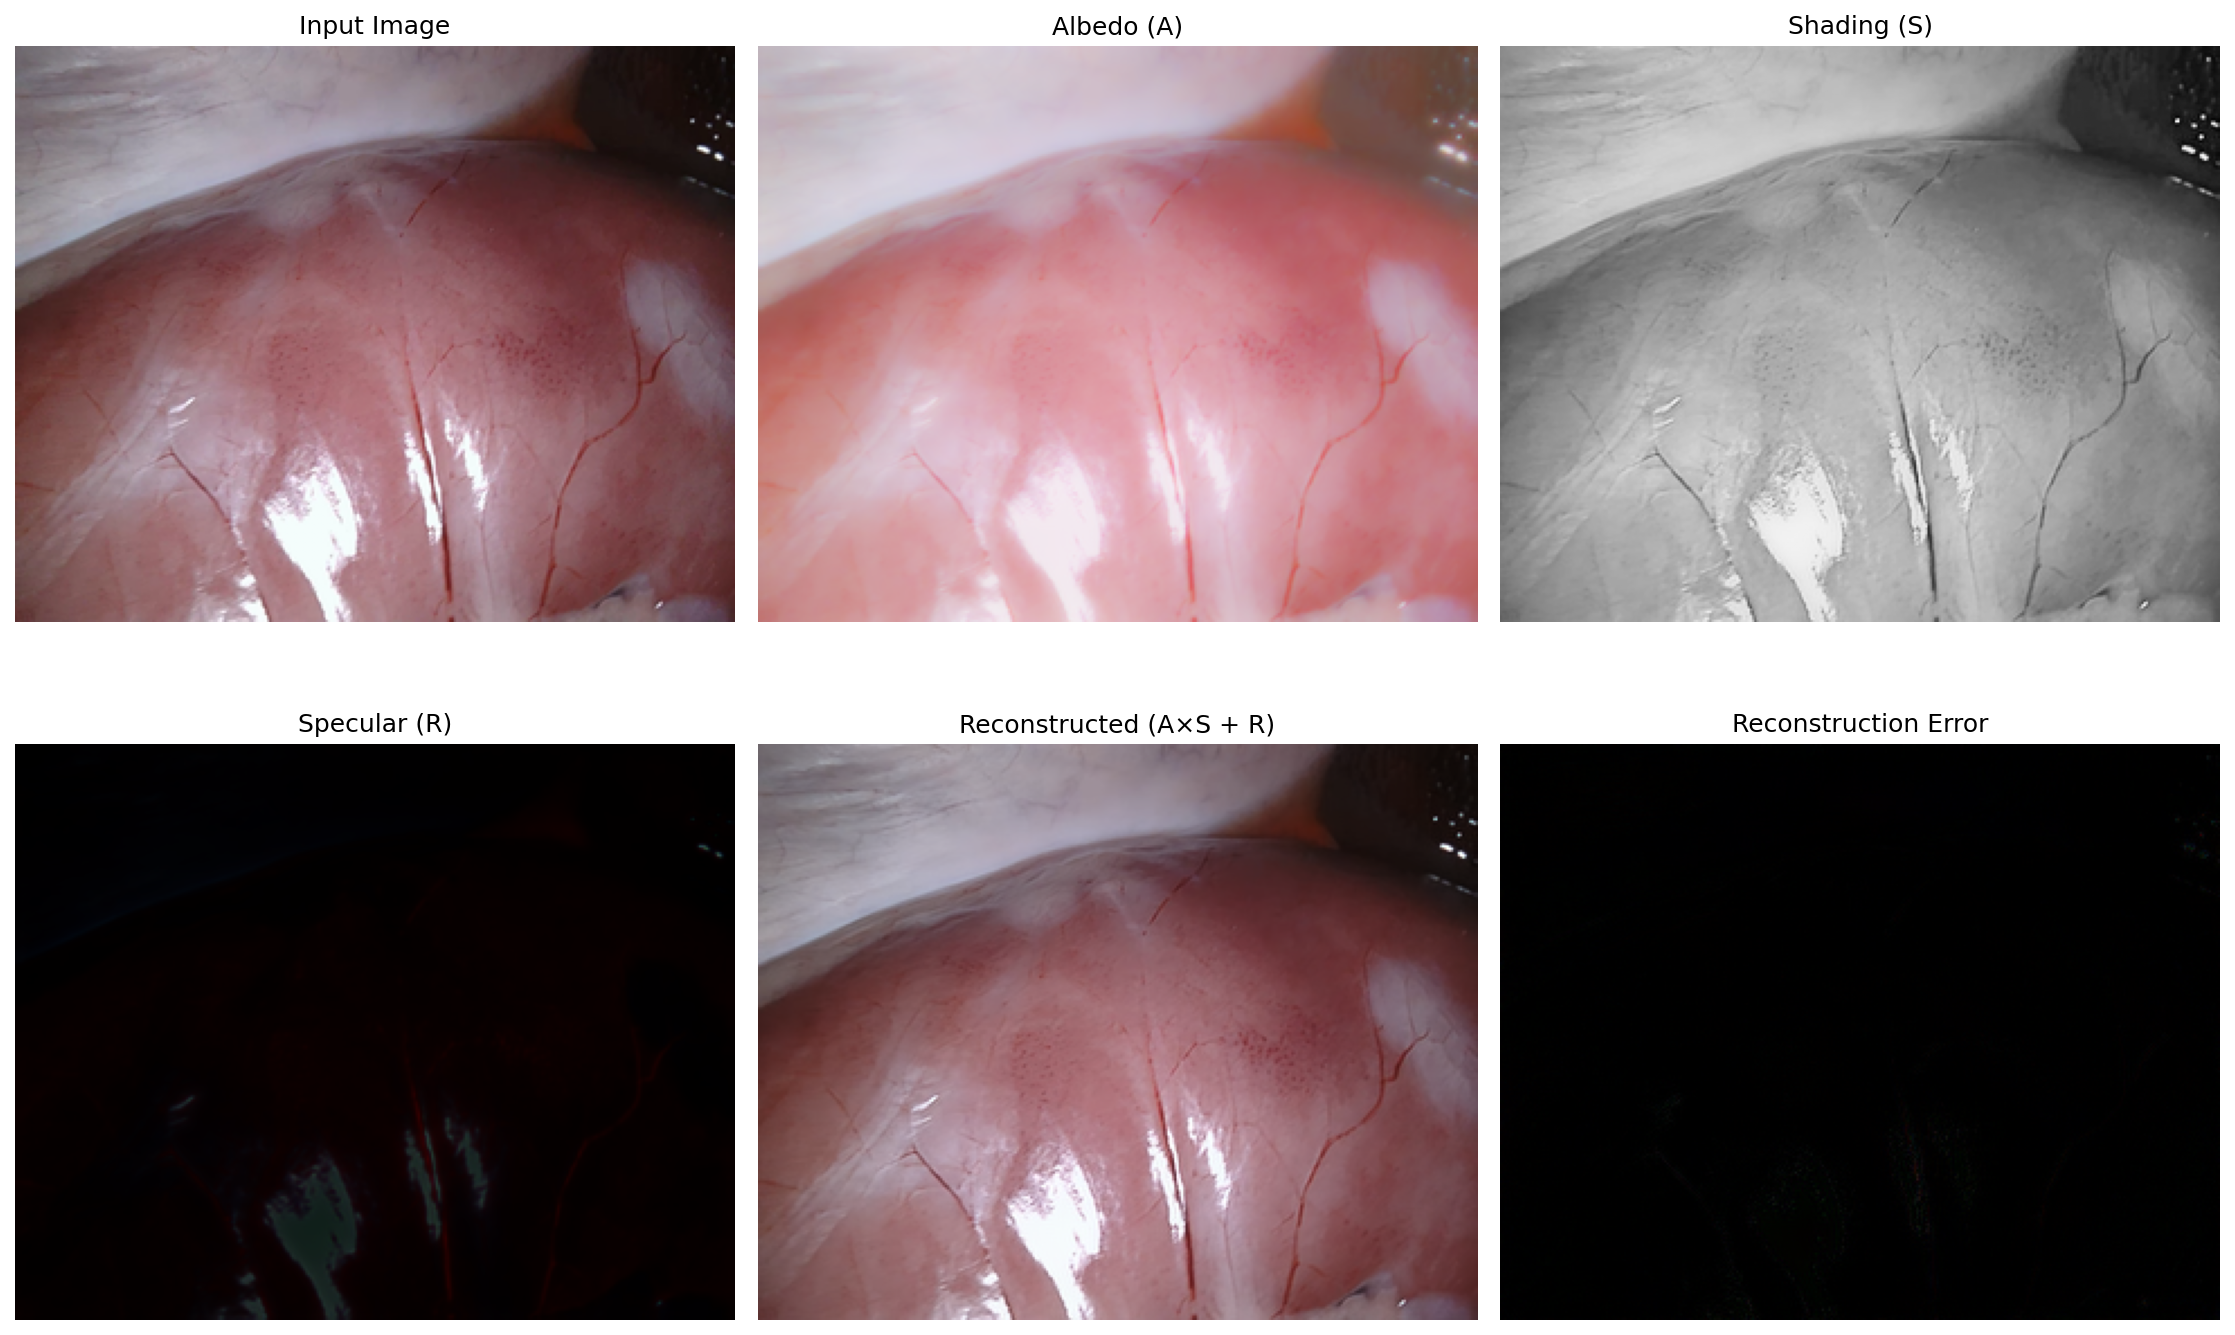 Input Image
Albedo (A)
Shading (S)
Specular (R)
Reconstructed (A×S + R)
Reconstruction Error